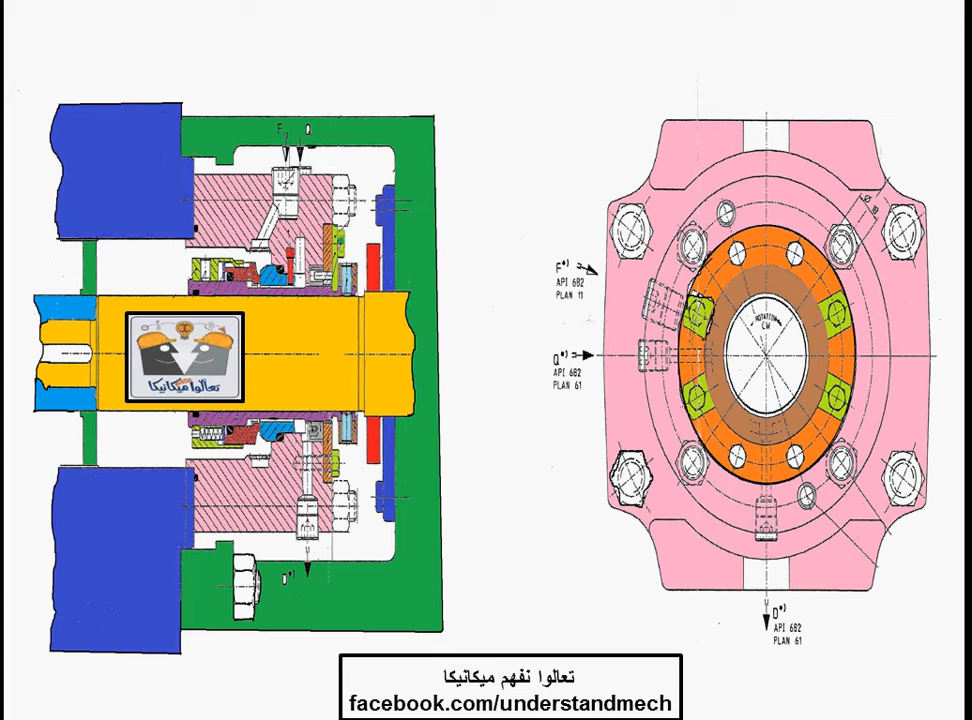 F
Q
تعالوا ميكانيكا
F*)
API 682
PLAN 11
ROTATION
CW
Q*)
API 682
PLAN 61
D*)
D*)
API 682
PLAN 61
تعالوا نفهم ميكانيكا
facebook.com/understandmech